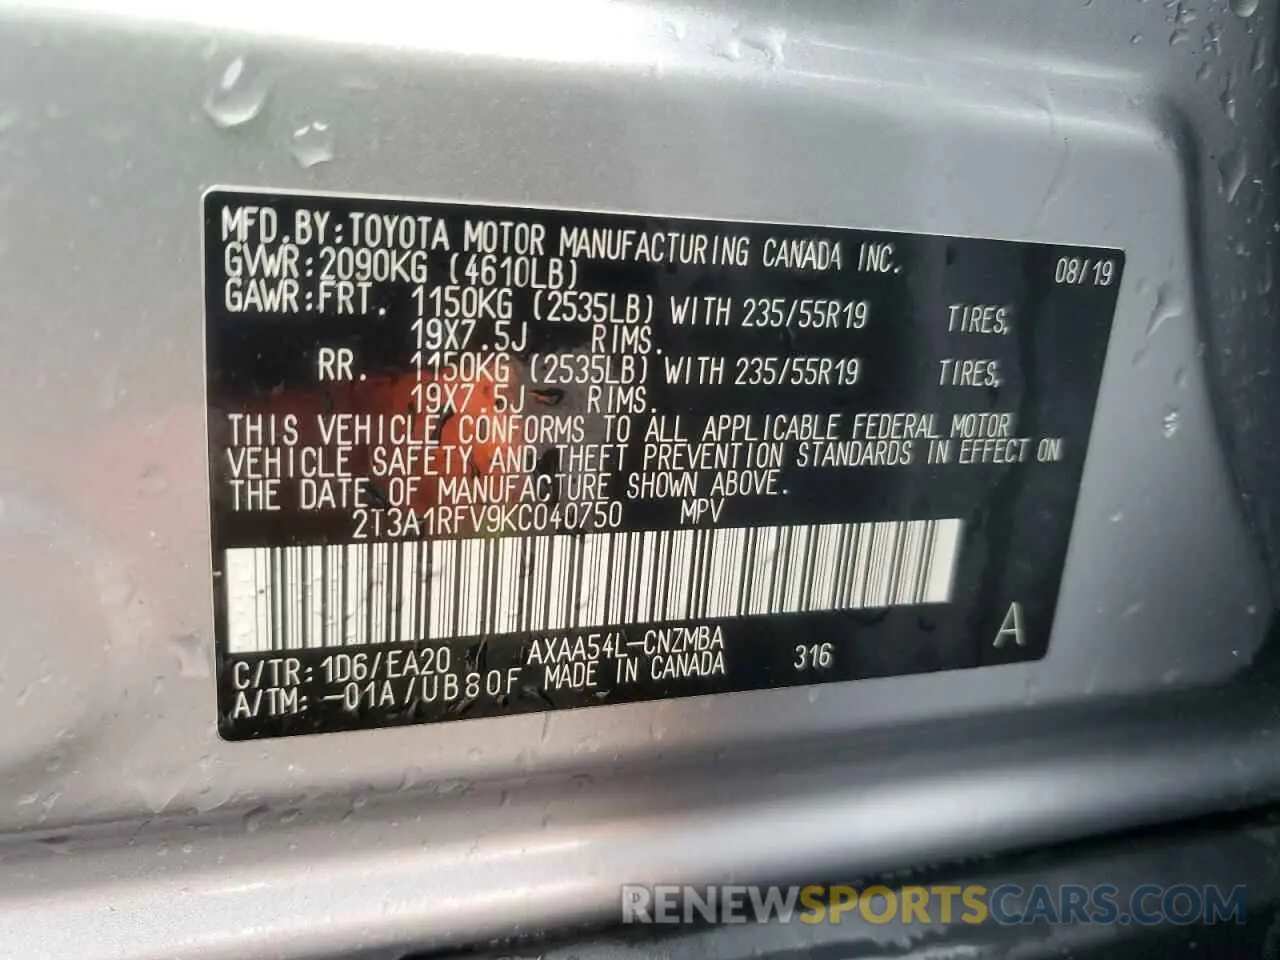 MFD.BY:TOYOTA MOTOR MANUFACTURING CANADA INC. 08/19
GVWR:2090KG (4610LB)
GAWR:FRT. 1150KG (2535LB) WITH 235/55R19 TIRES,
19X7.5J RIMS.
RR. 1150KG (2535LB) WITH 235/55R19 TIRES,
19X7.5J RIMS.
THIS VEHICLE CONFORMS TO ALL APPLICABLE FEDERAL MOTOR
VEHICLE SAFETY AND THEFT PREVENTION STANDARDS IN EFFECT ON
THE DATE OF MANUFACTURE SHOWN ABOVE.
2T3A1RFV9KC040750 MPV
C/TR:1D6/EA20 AXAA54L-CNZMBA 316 A
A/TM:-01A/UB80F MADE IN CANADA
RENEWSPORTSCARS.COM